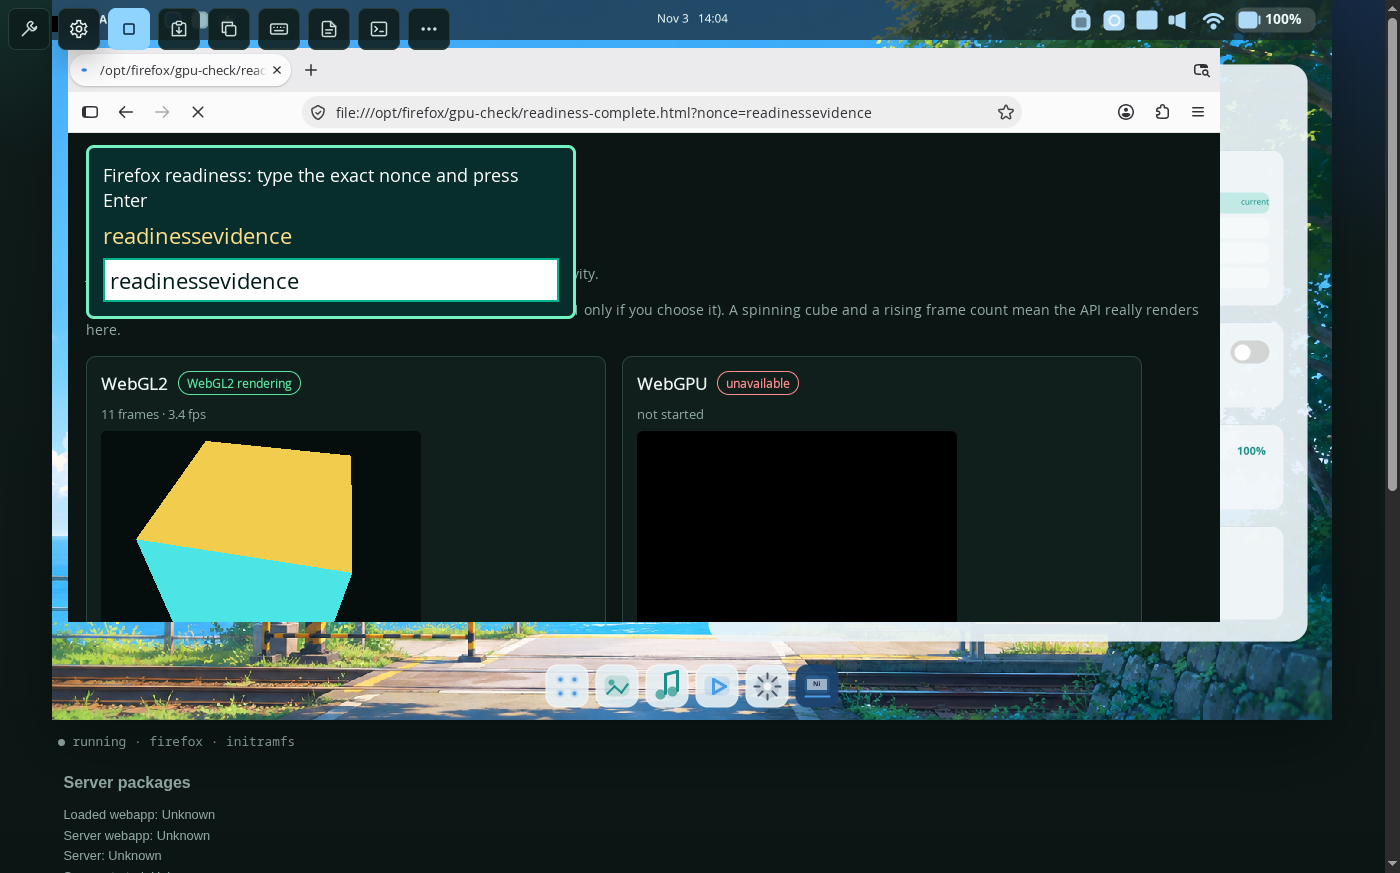 Nov 3 14:04
100%
/opt/firefox/gpu-check/read
file:///opt/firefox/gpu-check/readiness-complete.html?nonce=readinessevidence
Firefox readiness: type the exact nonce and press
Enter
readinessevidence
readinessevidence
vity.
only if you choose it). A spinning cube and a rising frame count mean the API really renders
here.
WebGL2 WebGL2 rendering
11 frames · 3.4 fps
WebGPU unavailable
not started
current
100%
Ni
● running · firefox · initramfs
Server packages
Loaded webapp: Unknown
Server webapp: Unknown
Server: Unknown